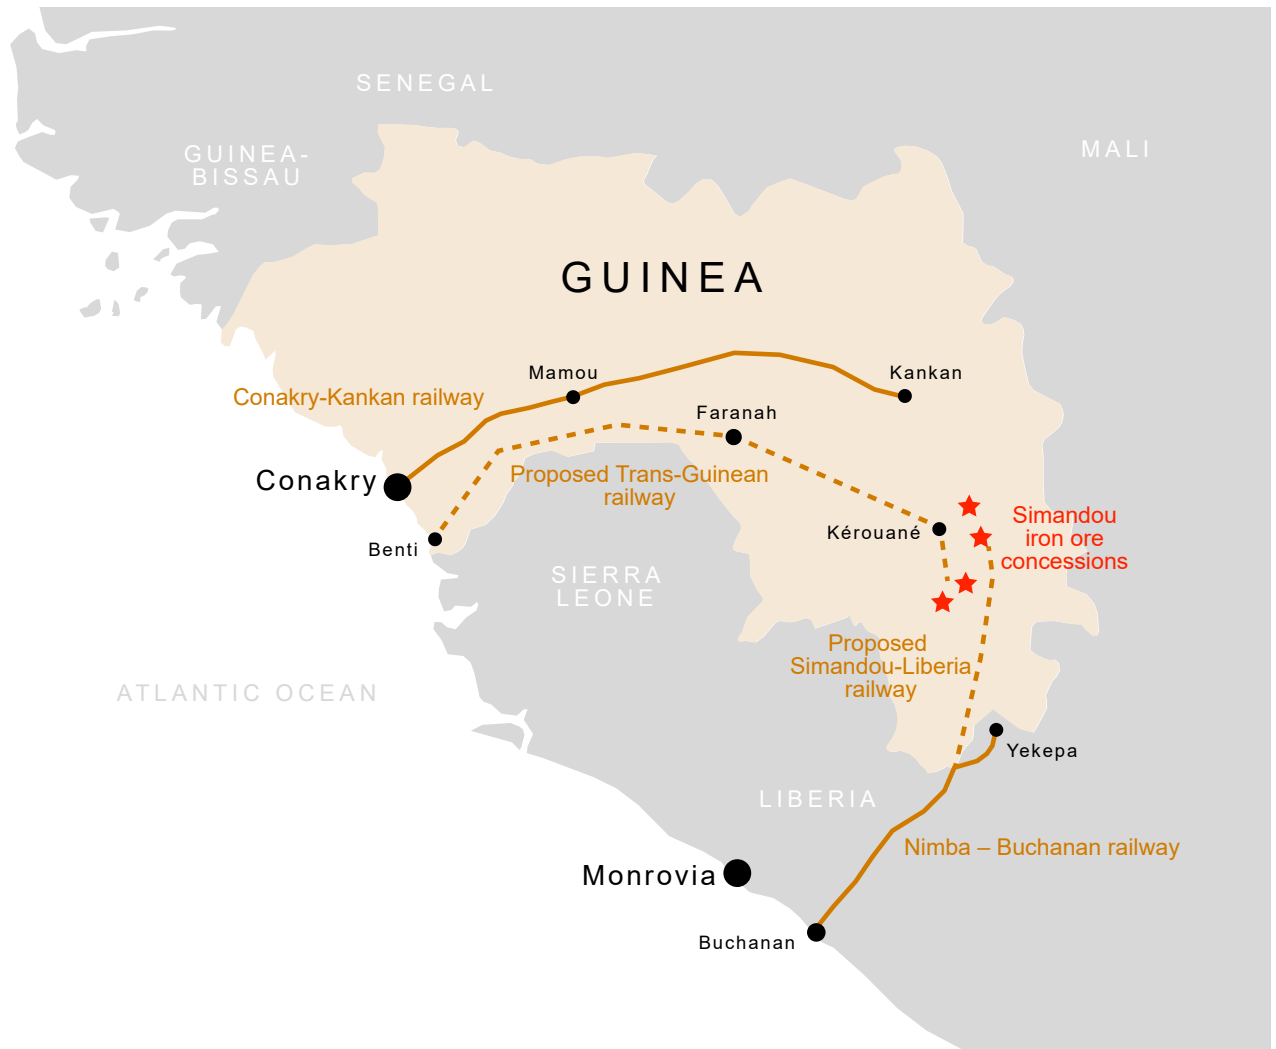 SENEGAL
MALI
GUINEA-
BISSAU
GUINEA
Mamou
Kankan
Conakry-Kankan railway
Faranah
Conakry
Proposed Trans-Guinean
railway
Simandou
iron ore
concessions
Kérouané
Benti
SIERRA
LEONE
Proposed
Simandou-Liberia
railway
ATLANTIC OCEAN
Yekepa
LIBERIA
Nimba – Buchanan railway
Monrovia
Buchanan